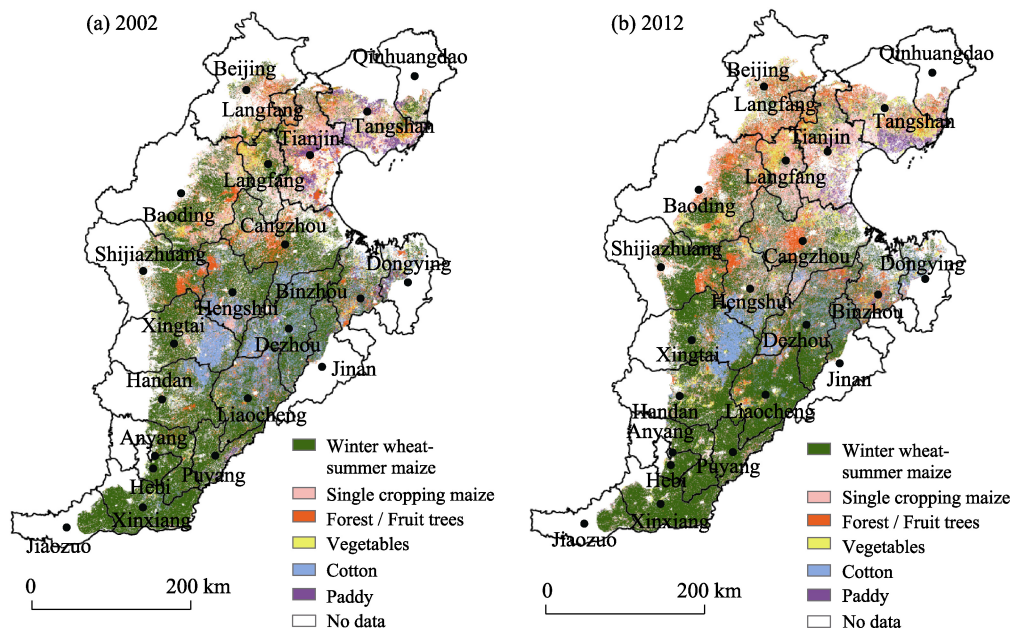 (a) 2002
Qinhuangdao
Beijing
Langfang
Tangshan
Tianjin
Langfang
Baoding
Cangzhou
Shijiazhuang
Dongying
Binzhou
Hengshui
Xingtai
Dezhou
Jinan
Handan
Liaocheng
Anyang
Puyang
Hebi
Xinxiang
Jiaozuo
Winter wheat-
summer maize
Single cropping maize
Forest / Fruit trees
Vegetables
Cotton
Paddy
No data
0 200 km
(b) 2012
Qinhuangdao
Beijing
Langfang
Tangshan
Tianjin
Langfang
Baoding
Shijiazhuang
Cangzhou
Dongying
Hengshui
Binzhou
Dezhou
Xingtai
Jinan
Liaocheng
Handan
Anyang
Puyang
Hebi
Xinxiang
Jiaozuo
Winter wheat-
summer maize
Single cropping maize
Forest / Fruit trees
Vegetables
Cotton
Paddy
No data
0 200 km